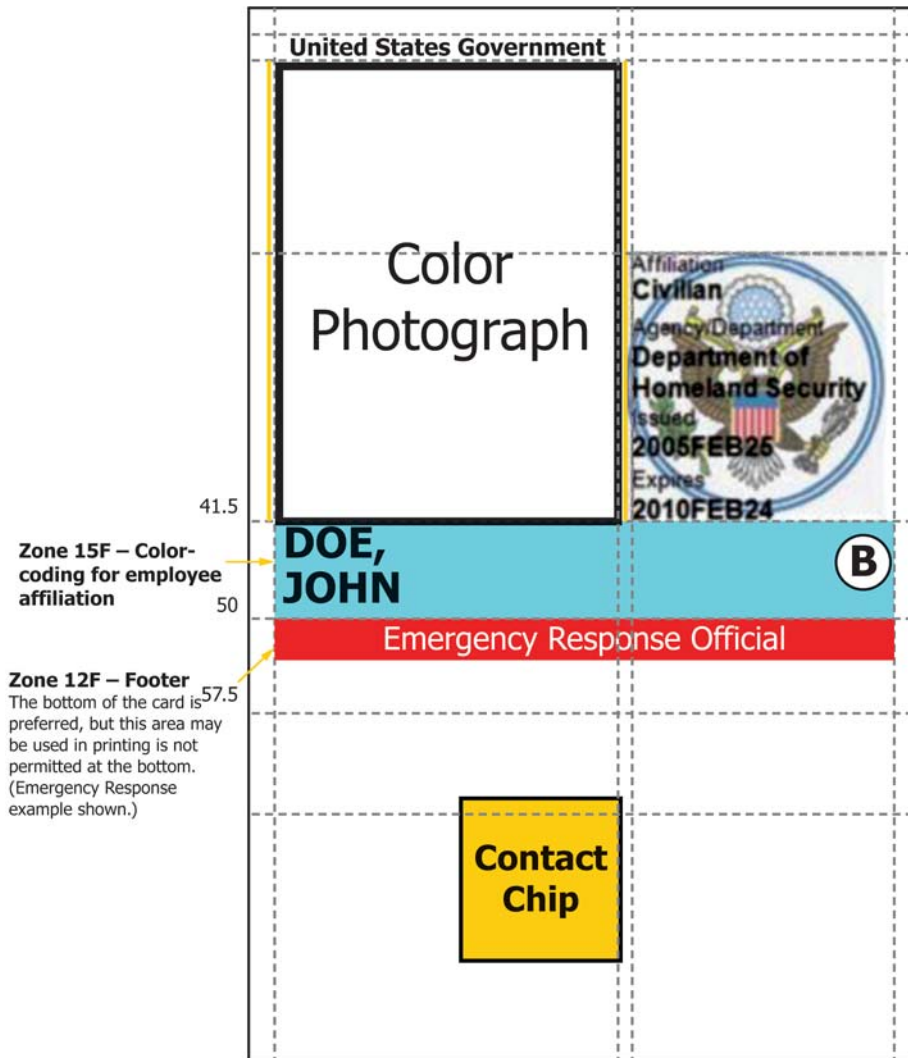 United States Government
Color
Photograph
Affiliation
Civilian
Agency/Department
Department of
Homeland Security
Issued
2005FEB25
Expires
2010FEB24
41.5
Zone 15F – Color-
coding for employee
affiliation
DOE,
JOHN
B
50
Emergency Response Official
Zone 12F – Footer
57.5
The bottom of the card is
preferred, but this area may
be used in printing is not
permitted at the bottom.
(Emergency Response
example shown.)
Contact
Chip